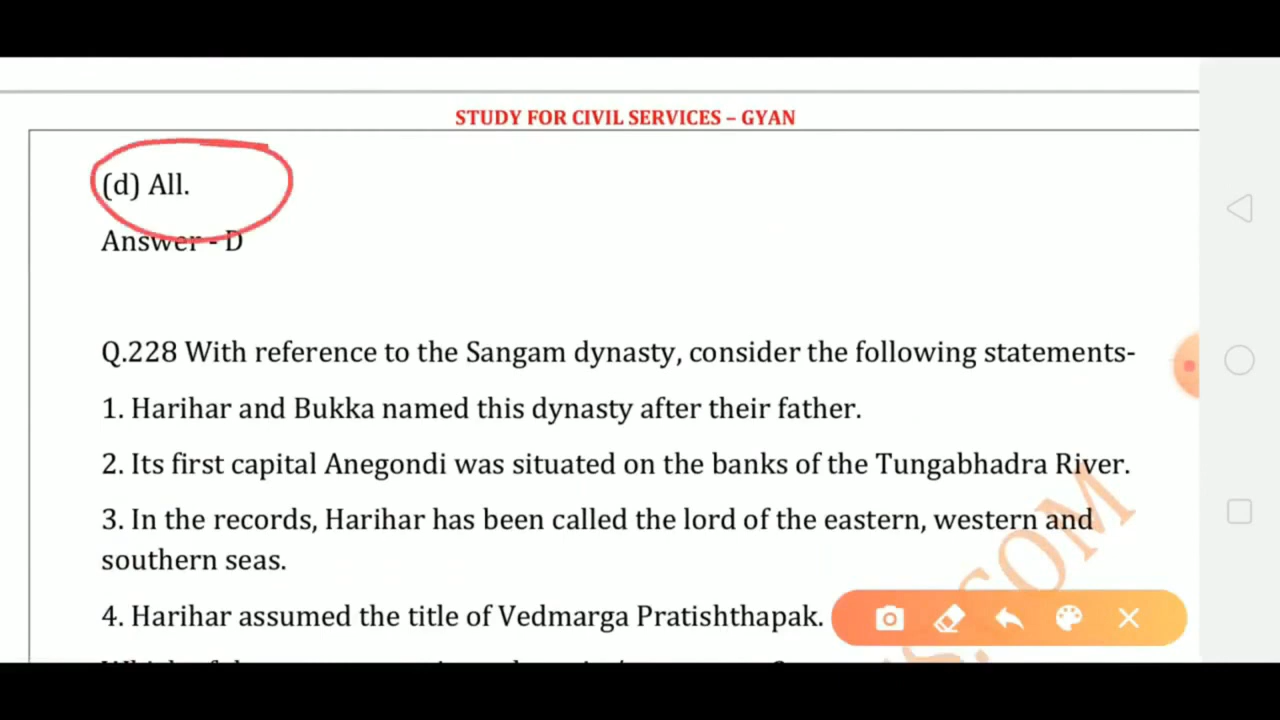 STUDY FOR CIVIL SERVICES – GYAN
(d) All.
Answer - D
Q.228 With reference to the Sangam dynasty, consider the following statements-
1. Harihar and Bukka named this dynasty after their father.
2. Its first capital Anegondi was situated on the banks of the Tungabhadra River.
3. In the records, Harihar has been called the lord of the eastern, western and
southern seas.
4. Harihar assumed the title of Vedmarga Pratishthapak.